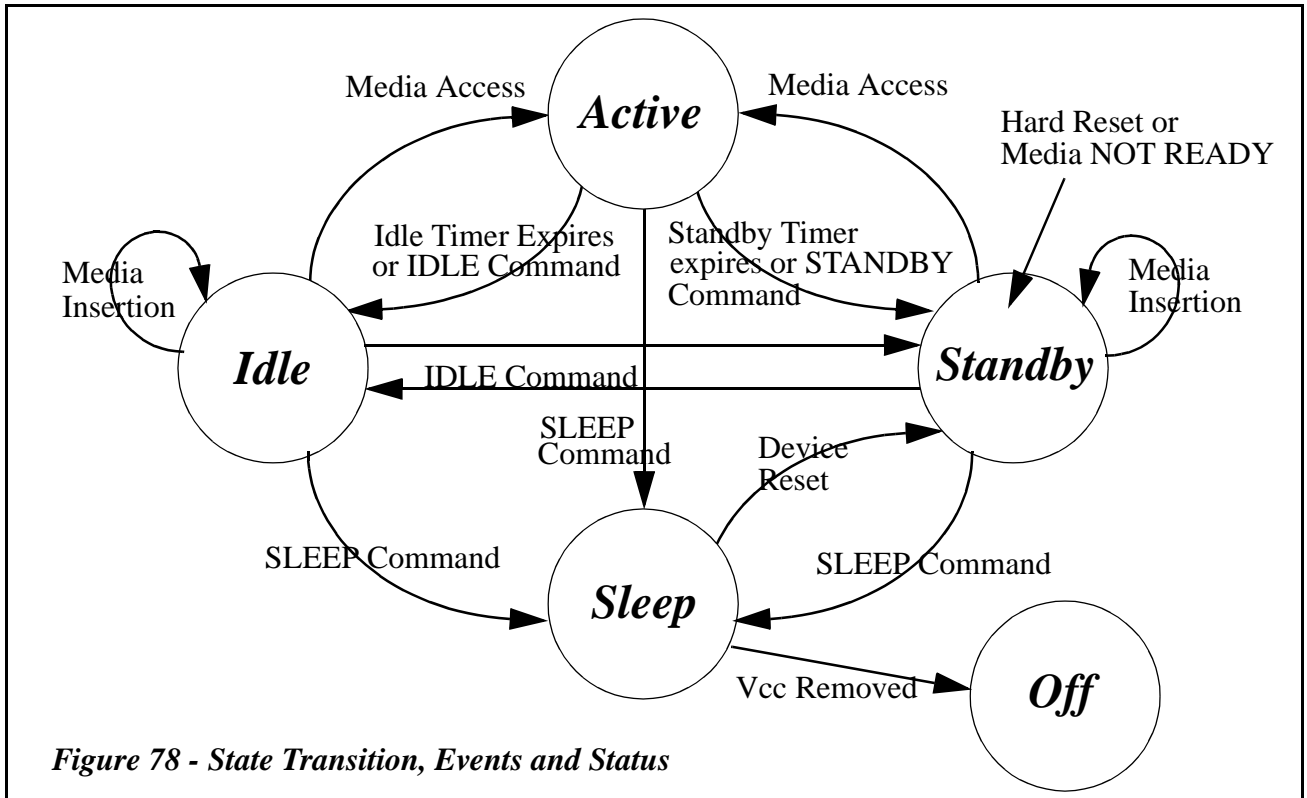 Media Access
Active
Media Access
Hard Reset or
Media NOT READY
Idle Timer Expires
or IDLE Command
Standby Timer
expires or STANDBY
Command
Media
Insertion
Media
Insertion
Idle
Standby
IDLE Command
SLEEP
Command
Device
Reset
SLEEP Command
SLEEP Command
Sleep
Vcc Removed
Off
Figure 78 - State Transition, Events and Status